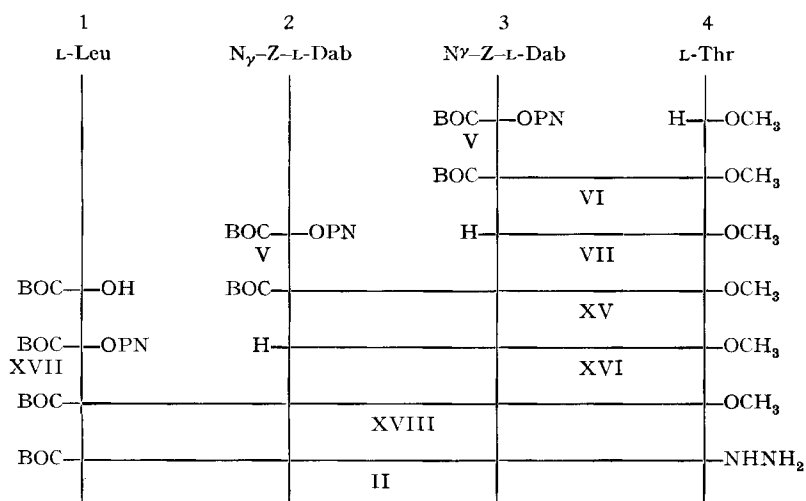 1 2 3 4
L-Leu Nγ–Z–L-Dab Nγ–Z–L-Dab L-Thr
BOC OPN H OCH3
V
BOC OCH3
VI
BOC OPN H OCH3
V VII
BOC OH BOC OCH3
XV
BOC OPN H OCH3
XVII XVI
BOC OCH3
XVIII
BOC NHNH2
II